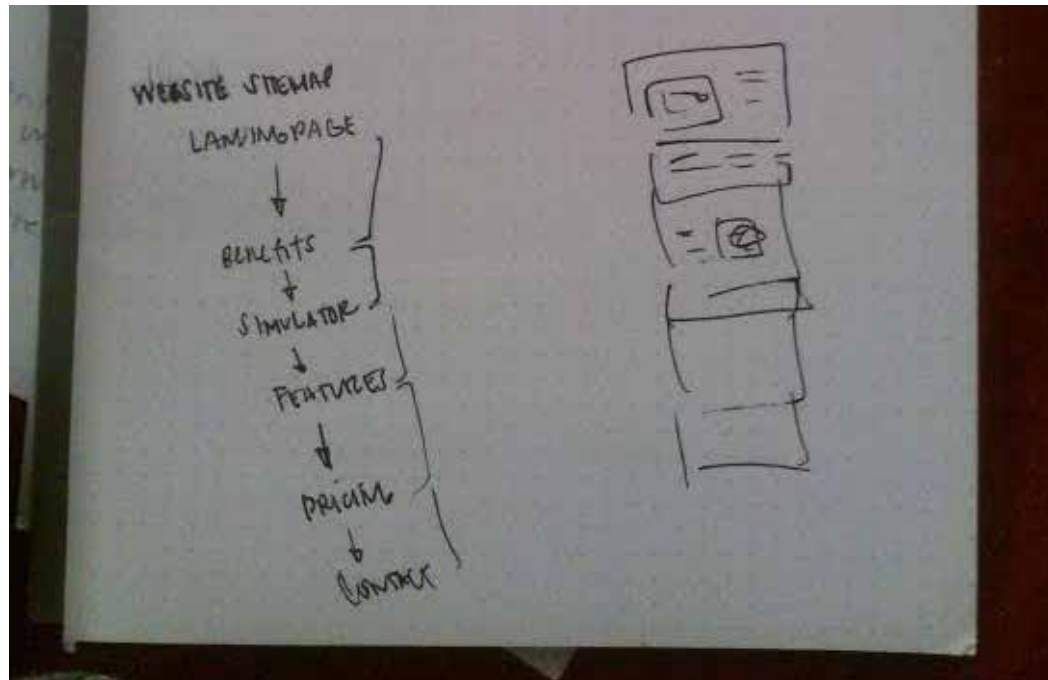 WEBSITE SITEMAP
LANDINGPAGE
BENEFITS
SIMULATOR
FEATURES
PRICING
CONTACT